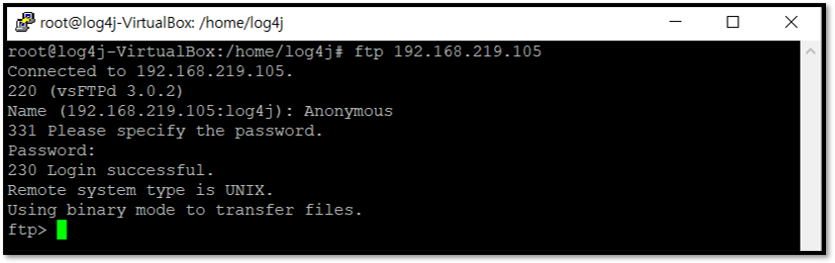 root@log4j-VirtualBox: /home/log4j
root@log4j-VirtualBox:/home/log4j# ftp 192.168.219.105
Connected to 192.168.219.105.
220 (vsFTPd 3.0.2)
Name (192.168.219.105:log4j): Anonymous
331 Please specify the password.
Password:
230 Login successful.
Remote system type is UNIX.
Using binary mode to transfer files.
ftp>